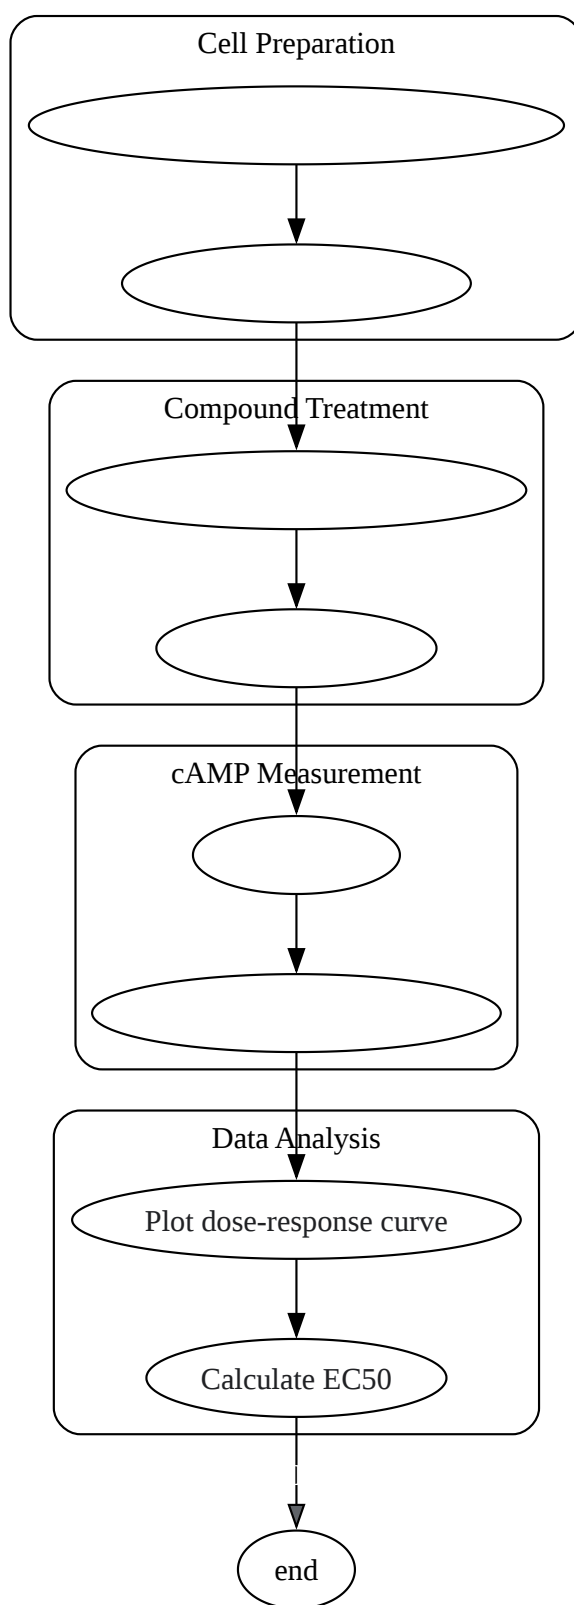 Cell Preparation
Compound Treatment
cAMP Measurement
Data Analysis
Plot dose-response curve
Calculate EC50
end